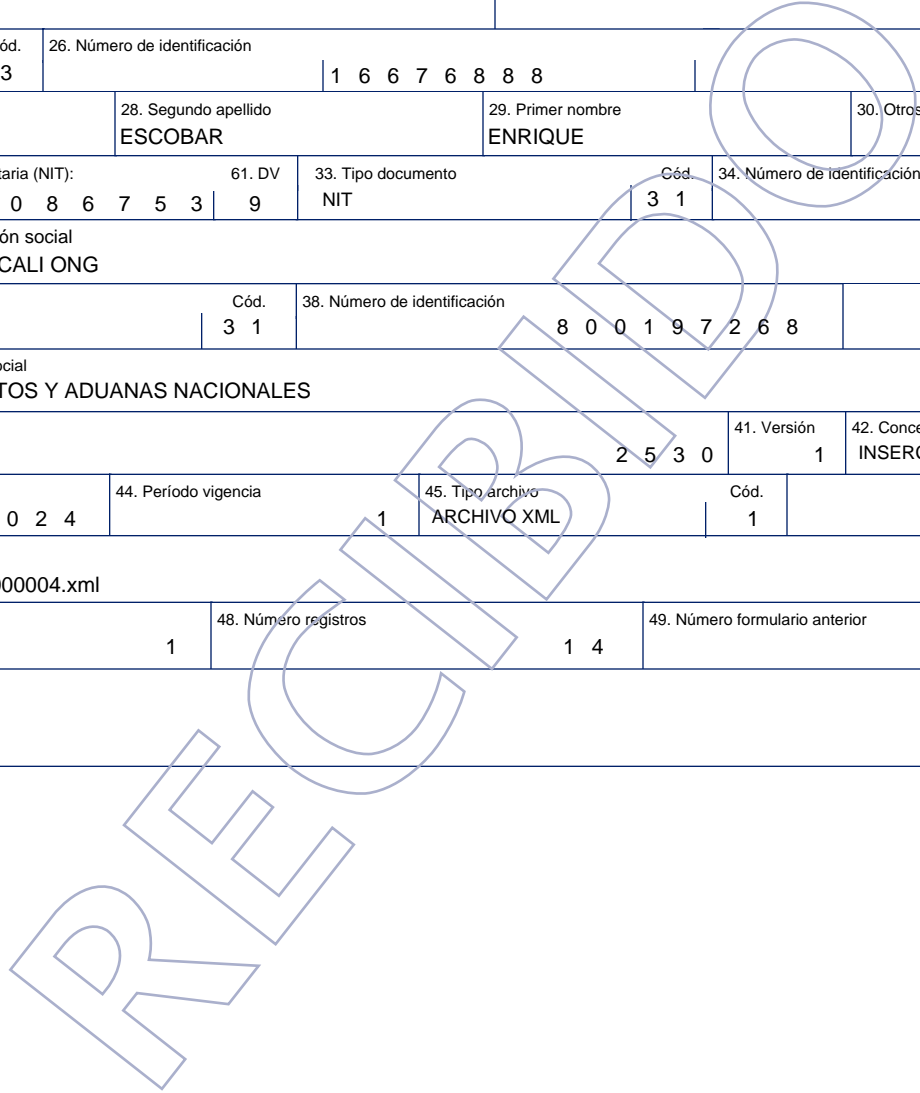 ód. 26. Número de identificación
3 1 6 6 7 6 8 8 8
28. Segundo apellido 29. Primer nombre 30. Otros
ESCOBAR ENRIQUE
taria (NIT): 61. DV 33. Tipo documento Cód. 34. Número de identificación
0 8 6 7 5 3 9 NIT 3 1
ón social
CALI ONG
Cód. 38. Número de identificación
3 1 8 0 0 1 9 7 2 6 8
ocial
TOS Y ADUANAS NACIONALES
41. Versión 42. Conce
2 5 3 0 1 INSERC
44. Período vigencia 45. Tipo archivo Cód.
0 2 4 1 ARCHIVO XML 1
000004.xml
48. Número registros 49. Número formulario anterior
1 1 4
RECIBIDO